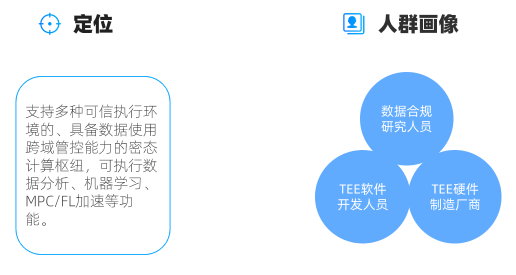 定位
支持多种可信执行环
境的、具备数据使用
跨域管控能力的密态
计算枢纽，可执行数
据分析、机器学习、
MPC/FL加速等功
能。
人群画像
数据合规
研究人员
TEE软件
开发人员
TEE硬件
制造厂商